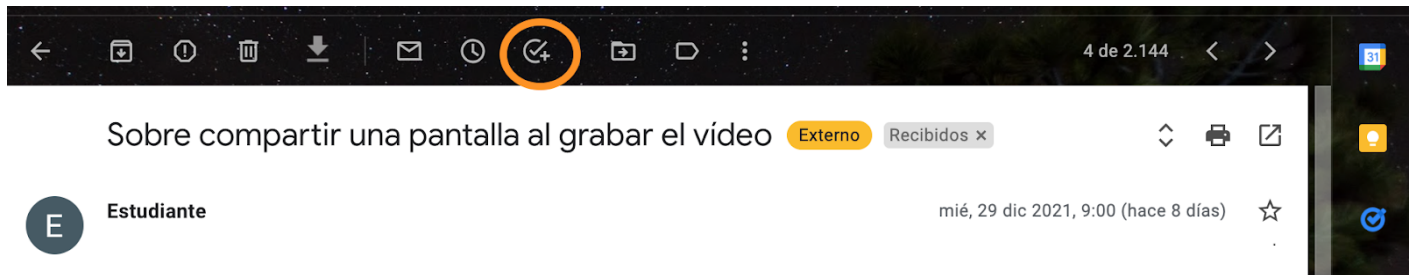 4 de 2.144
31
Sobre compartir una pantalla al grabar el vídeo Externo Recibidos ×
E
Estudiante mié, 29 dic 2021, 9:00 (hace 8 días)